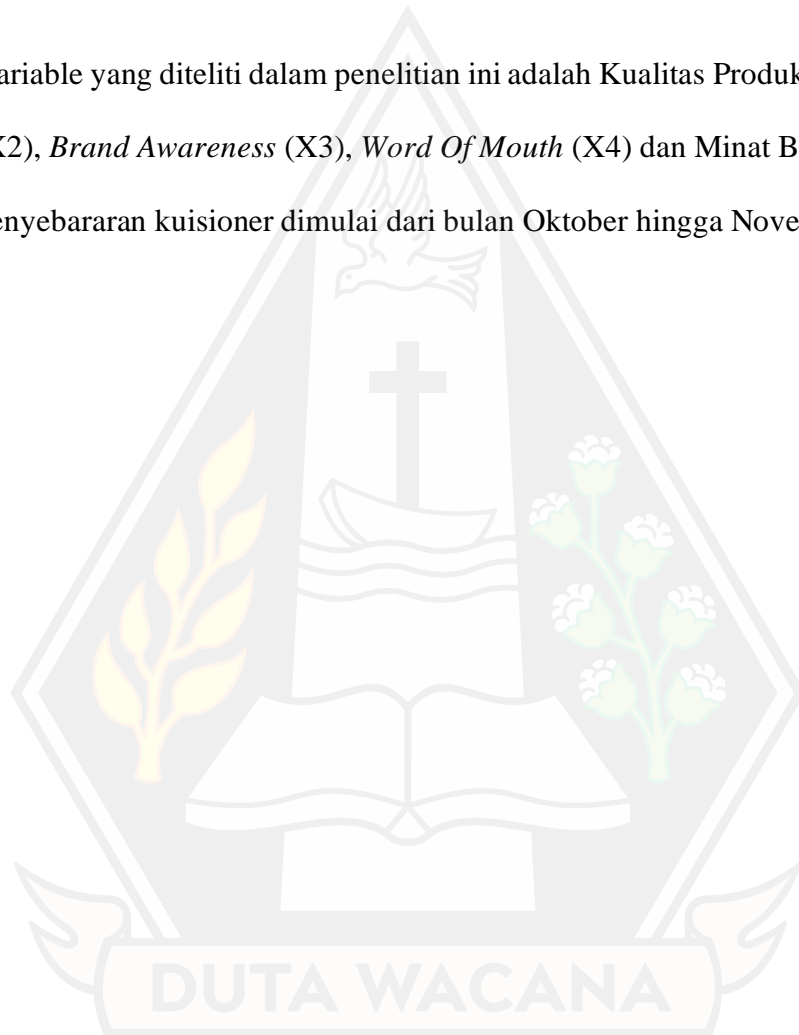 ariable yang diteliti dalam penelitian ini adalah Kualitas Produk
X2), Brand Awareness (X3), Word Of Mouth (X4) dan Minat B
enyebararan kuisioner dimulai dari bulan Oktober hingga Nove
DUTA WACANA